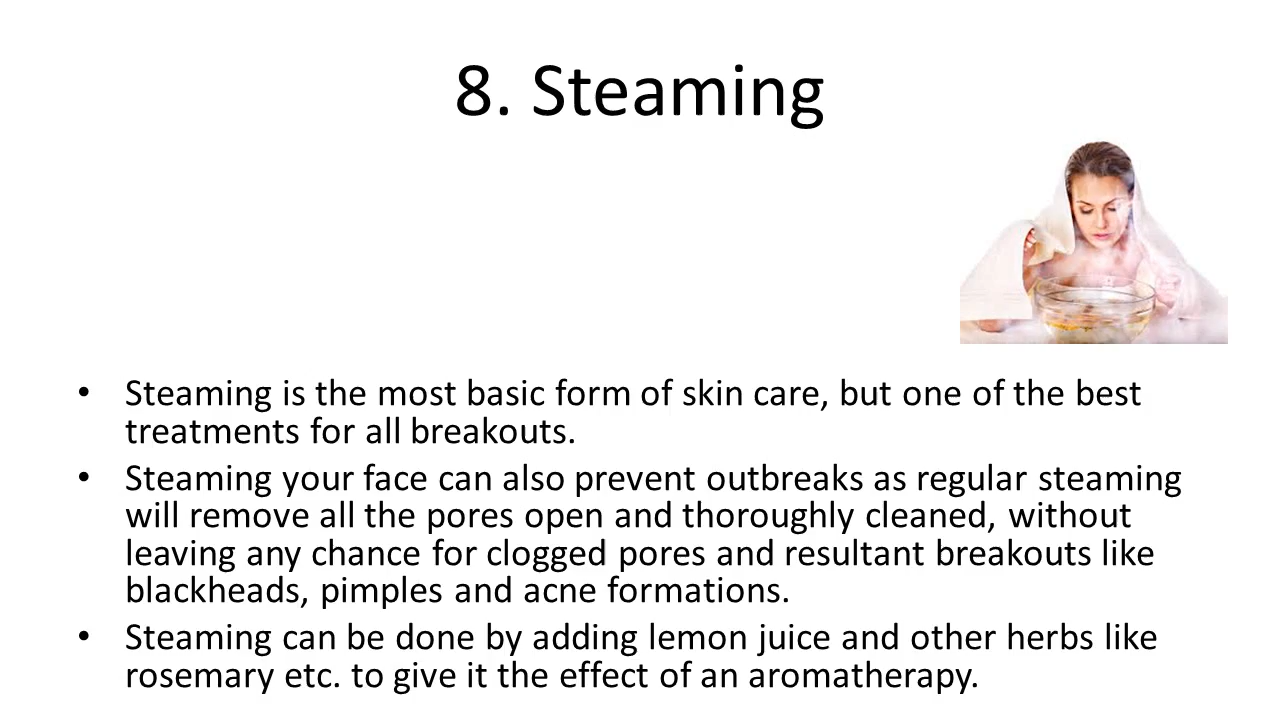 8. Steaming
• Steaming is the most basic form of skin care, but one of the best
treatments for all breakouts.
• Steaming your face can also prevent outbreaks as regular steaming
will remove all the pores open and thoroughly cleaned, without
leaving any chance for clogged pores and resultant breakouts like
blackheads, pimples and acne formations.
• Steaming can be done by adding lemon juice and other herbs like
rosemary etc. to give it the effect of an aromatherapy.